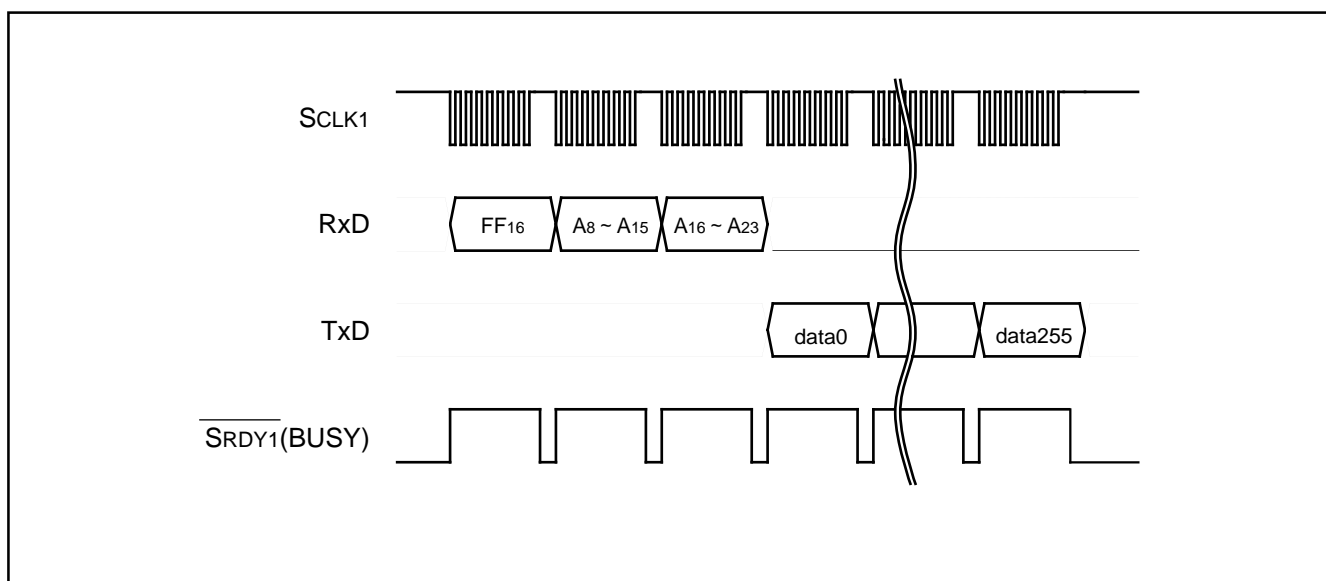 SCLK1
RxD
FF16
A8 ~ A15
A16 ~ A23
TxD
data0
data255
SRDY1(BUSY)